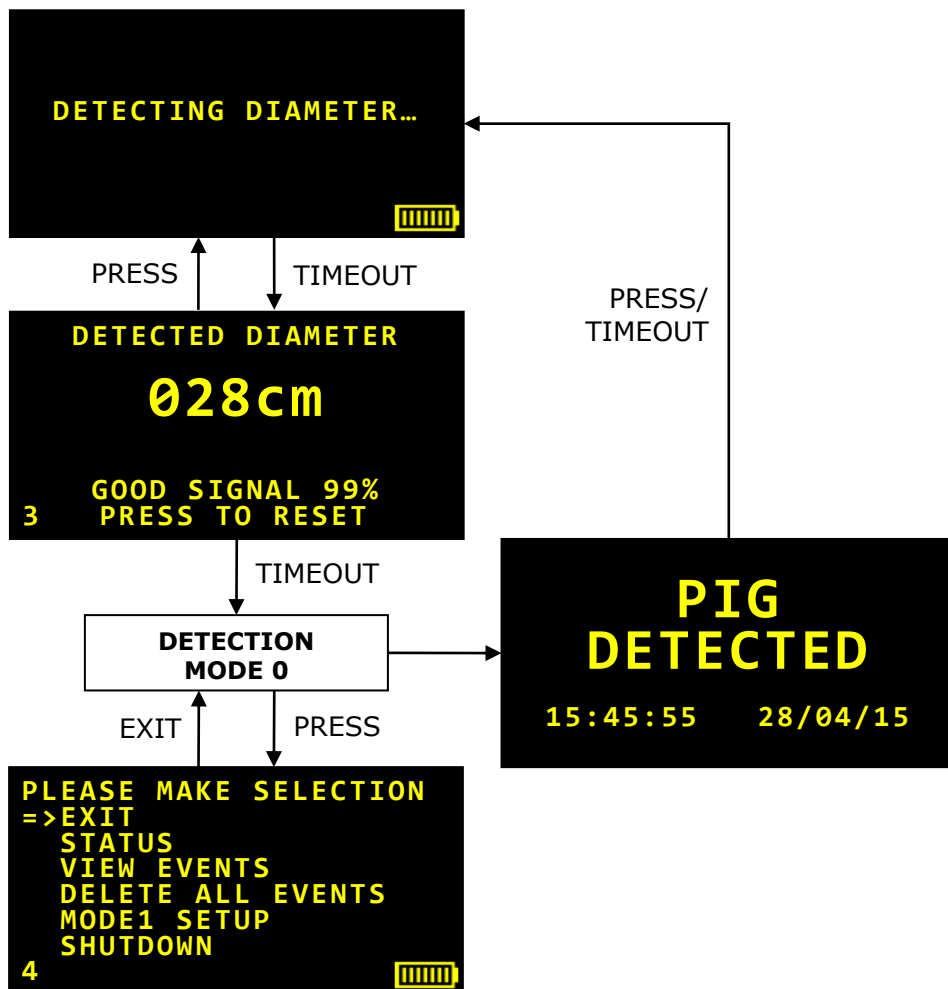 DETECTING DIAMETER…
PRESS
TIMEOUT
DETECTED DIAMETER
028cm
GOOD SIGNAL 99%
3 PRESS TO RESET
TIMEOUT
DETECTION
MODE 0
EXIT
PRESS
PLEASE MAKE SELECTION
=>EXIT
STATUS
VIEW EVENTS
DELETE ALL EVENTS
MODE1 SETUP
SHUTDOWN
4
PRESS/
TIMEOUT
PIG
DETECTED
15:45:55 28/04/15